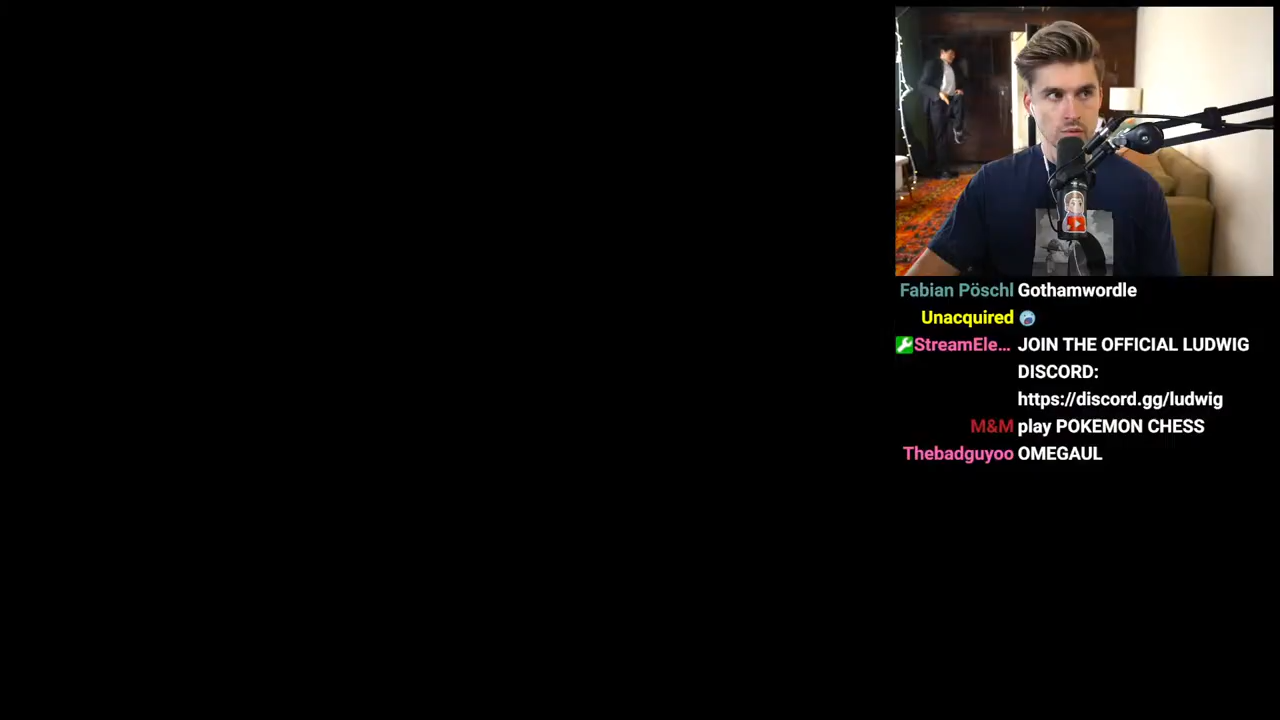 Fabian Pöschl Gothamwordle
Unacquired
StreamEle... JOIN THE OFFICIAL LUDWIG
DISCORD:
https://discord.gg/ludwig
M&M play POKEMON CHESS
Thebadguyoo OMEGAUL